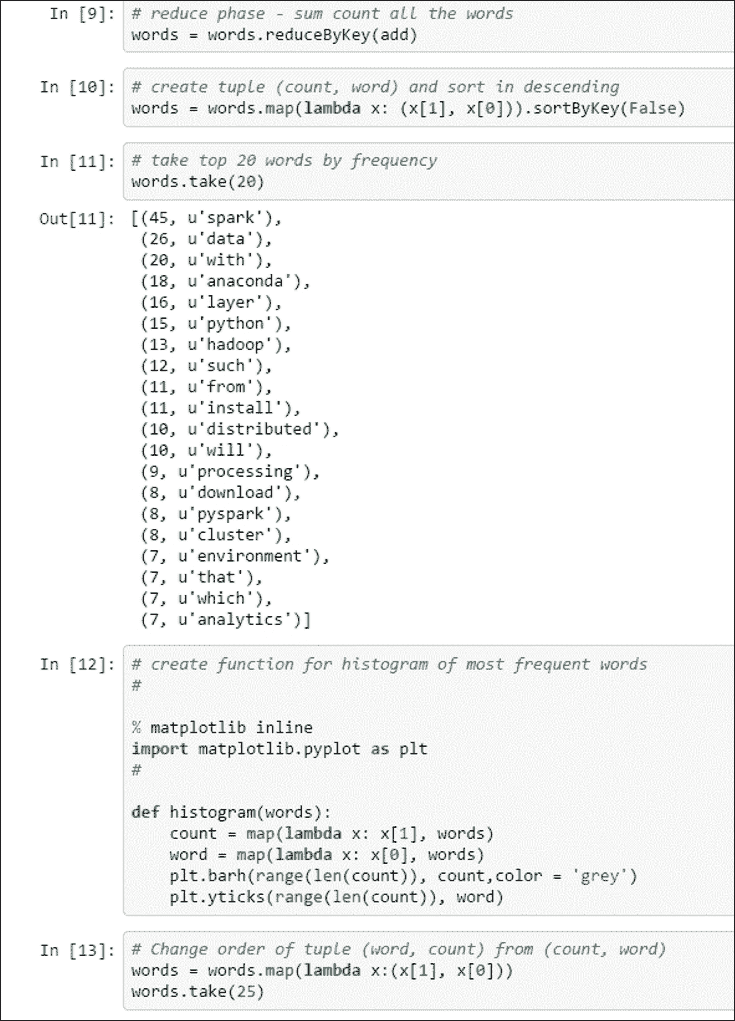 In [9]: # reduce phase - sum count all the words
words = words.reduceByKey(add)
In [10]: # create tuple (count, word) and sort in descending
words = words.map(lambda x: (x[1], x[0])).sortByKey(False)
In [11]: # take top 20 words by frequency
words.take(20)
Out[11]: [(45, u'spark'),
(26, u'data'),
(20, u'with'),
(18, u'anaconda'),
(16, u'layer'),
(15, u'python'),
(13, u'hadoop'),
(12, u'such'),
(11, u'from'),
(11, u'install'),
(10, u'distributed'),
(10, u'will'),
(9, u'processing'),
(8, u'download'),
(8, u'pyspark'),
(8, u'cluster'),
(7, u'environment'),
(7, u'that'),
(7, u'which'),
(7, u'analytics')]
In [12]: # create function for histogram of most frequent words
#
% matplotlib inline
import matplotlib.pyplot as plt
#
def histogram(words):
count = map(lambda x: x[1], words)
word = map(lambda x: x[0], words)
plt.barh(range(len(count)), count,color = 'grey')
plt.yticks(range(len(count)), word)
In [13]: # Change order of tuple (word, count) from (count, word)
words = words.map(lambda x:(x[1], x[0]))
words.take(25)